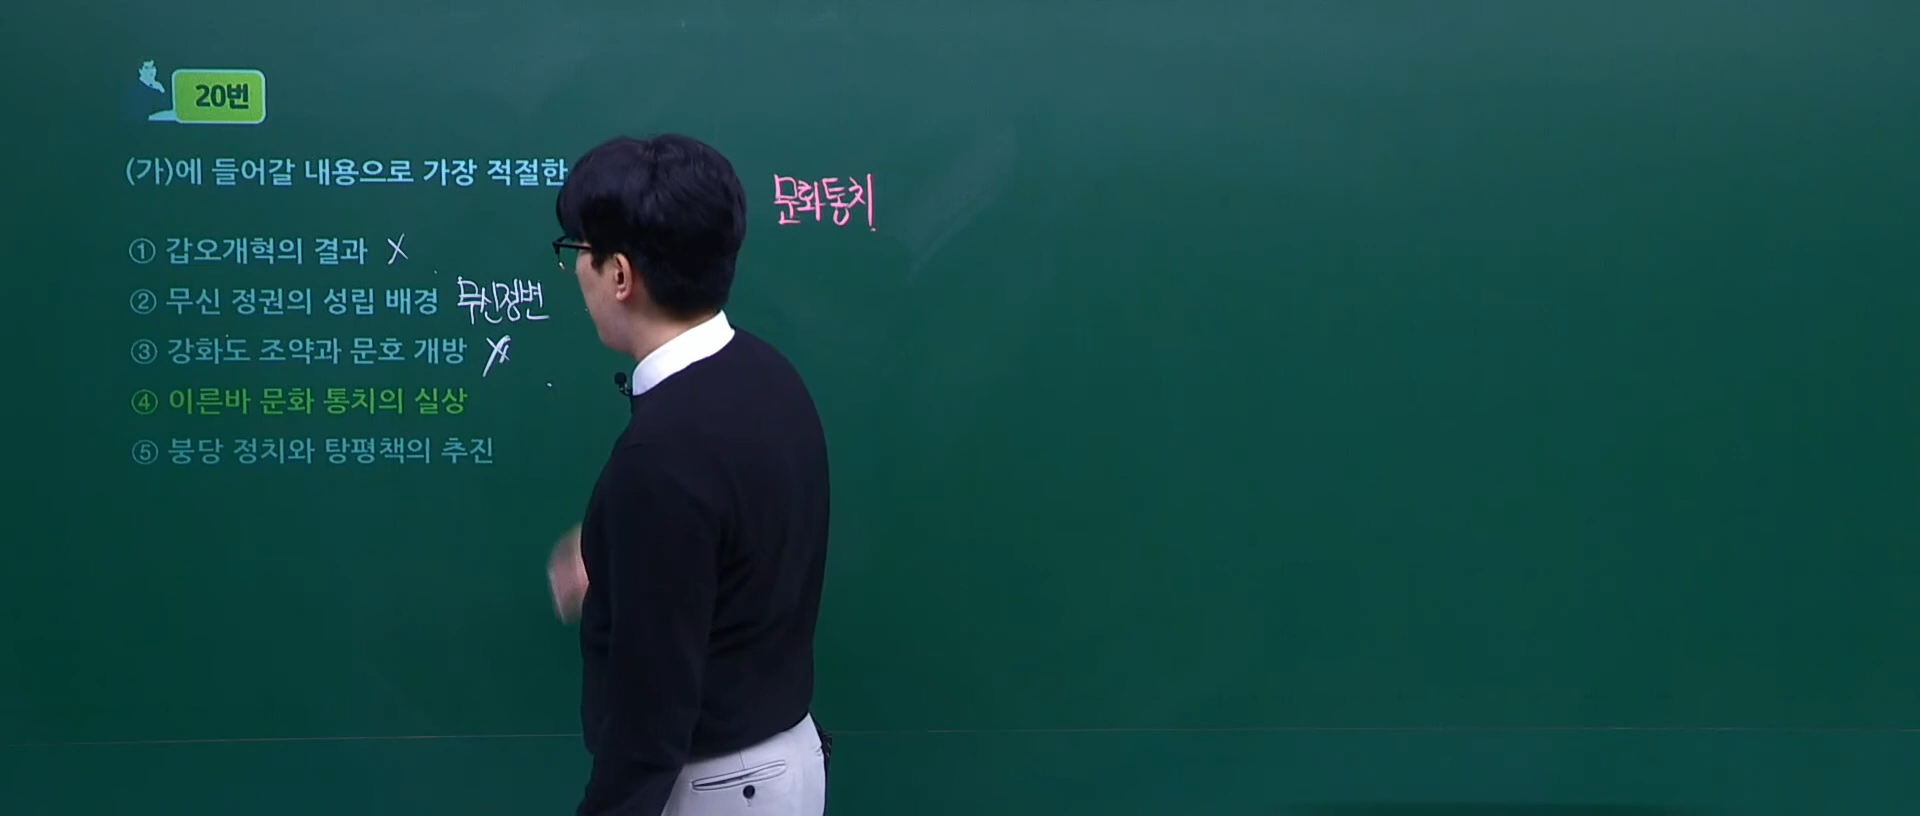 20번
(가)에 들어갈 내용으로 가장 적절한
① 갑오개혁의 결과 X
② 무신 정권의 성립 배경 무신정변
③ 강화도 조약과 문호 개방 X
④ 이른바 문화 통치의 실상
⑤ 붕당 정치와 탕평책의 추진
문화통치